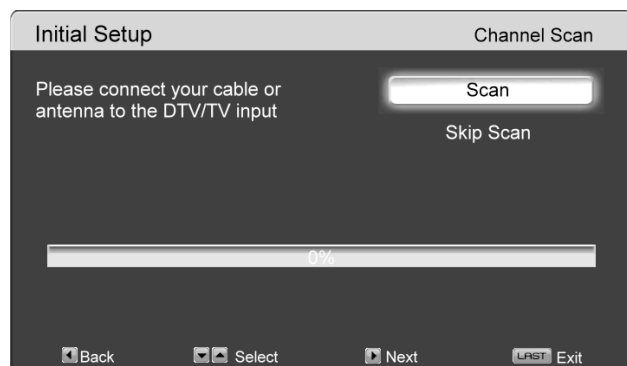 Initial Setup Channel Scan
Please connect your cable or
antenna to the DTV/TV input
Scan
Skip Scan
0%
Back Select Next LAST Exit